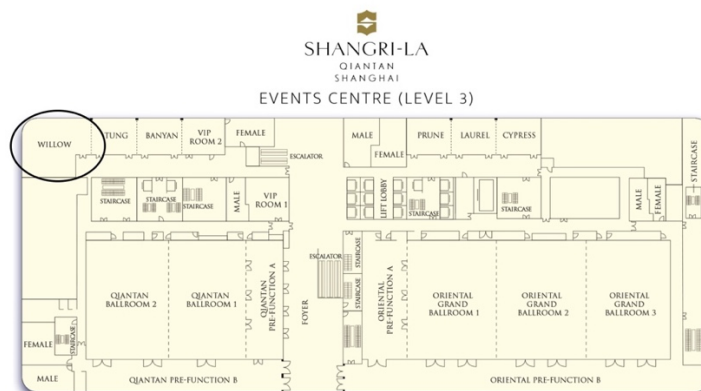 SHANGRI-LA
QIANTAN
SHANGHAI
EVENTS CENTRE (LEVEL 3)
WILLOW
TUNG
BANYAN
VIP
ROOM 2
FEMALE
ESCALATOR
MALE
FEMALE
PRUNE
LAUREL
CYPRESS
STAIRCASE
STAIRCASE
STAIRCASE
STAIRCASE
MALE
VIP
ROOM 1
LIFT LOBBY
STAIRCASE
STAIRCASE
MALE
FEMALE
QIANTAN
BALLROOM 2
QIANTAN
BALLROOM 1
QIANTAN
PRE-FUNCTION A
FOYER
ESCALATOR
STAIRCASE
STAIRCASE
ORIENTAL
PRE-FUNCTION A
ORIENTAL
GRAND
BALLROOM 1
ORIENTAL
GRAND
BALLROOM 2
ORIENTAL
GRAND
BALLROOM 3
FEMALE
STAIRCASE
STAIRCASE
STAIRCASE
MALE
QIANTAN PRE-FUNCTION B
ORIENTAL PRE-FUNCTION B